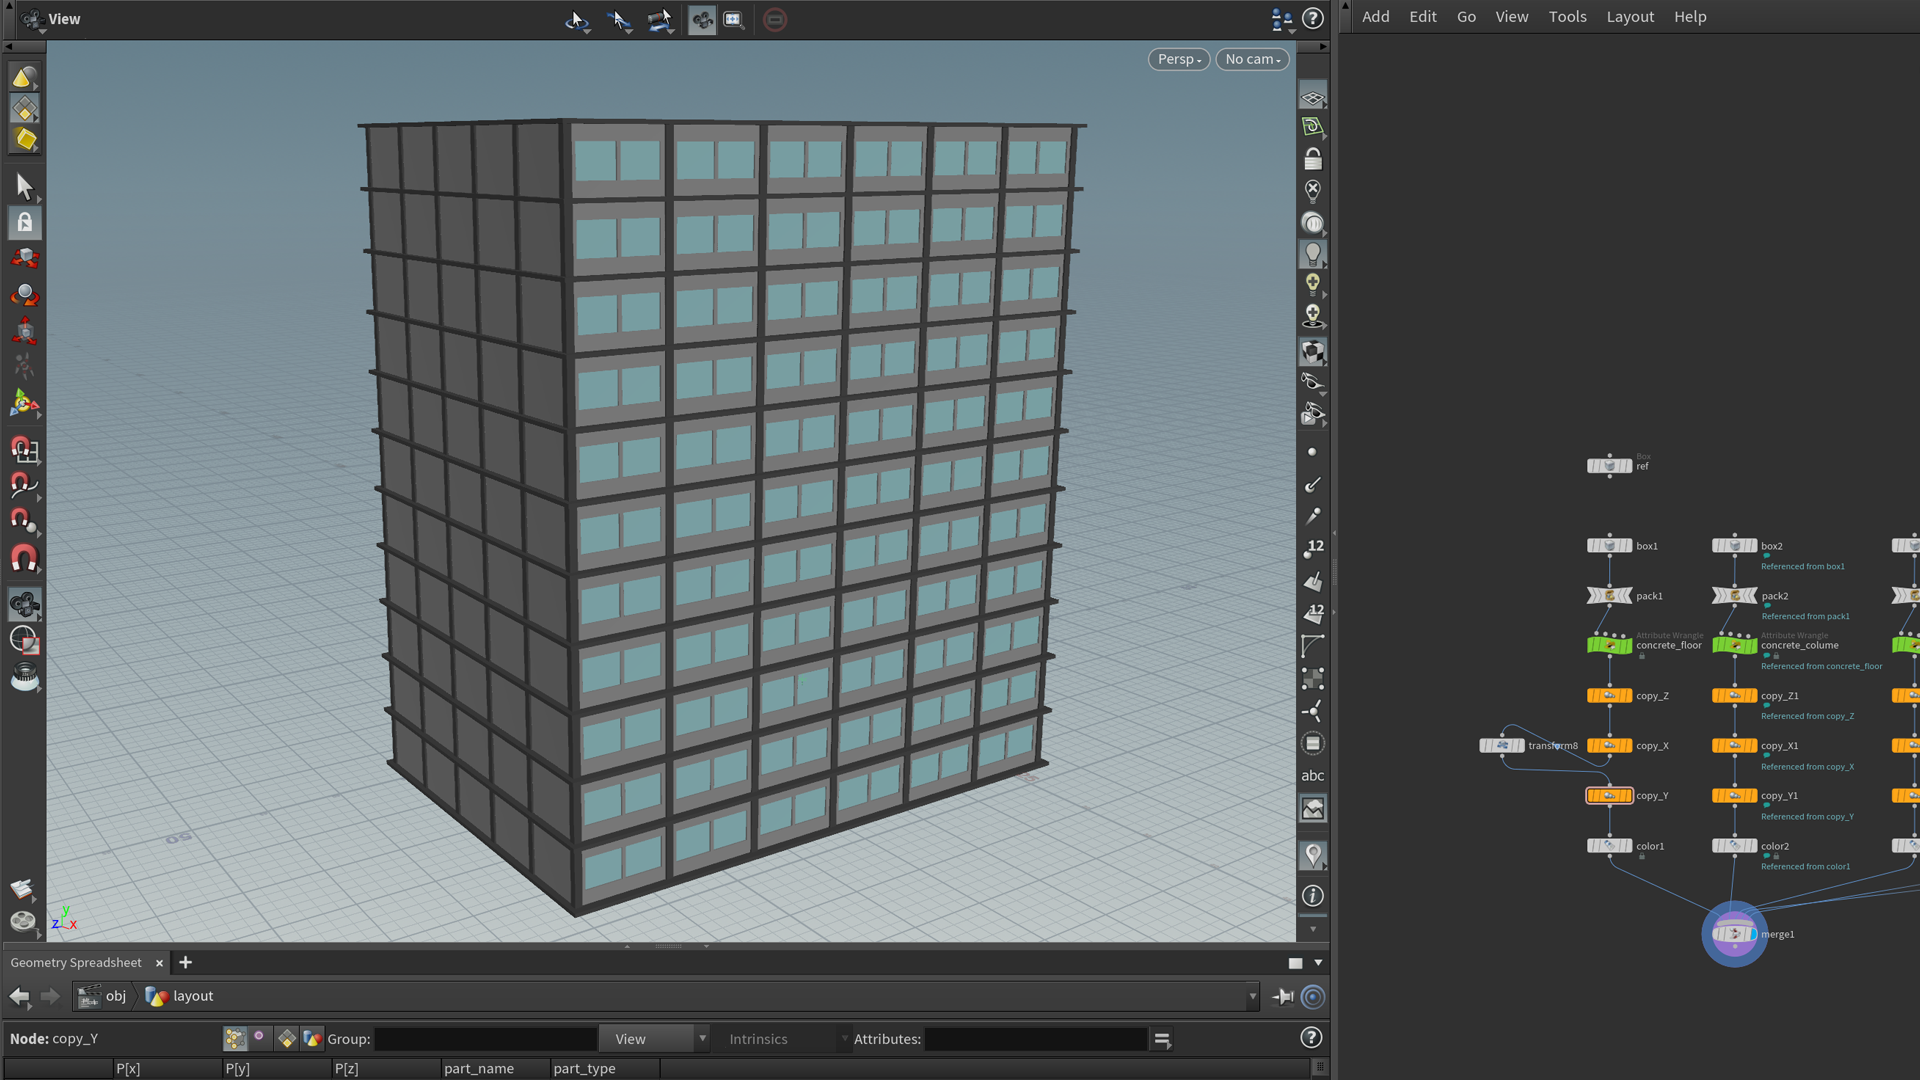 View
Add Edit Go View Tools Layout Help
Persp
No cam
12
12
abc
z y x
Box
ref
box1
box2
Referenced from box1
pack1
pack2
Referenced from pack1
Attribute Wrangle
concrete_floor
Attribute Wrangle
concrete_colume
Referenced from concrete_floor
copy_Z
copy_Z1
Referenced from copy_Z
transform8
copy_X
copy_X1
Referenced from copy_X
copy_Y
copy_Y1
Referenced from copy_Y
color1
color2
Referenced from color1
merge1
Geometry Spreadsheet × +
obj layout
Node: copy_Y Group: View Intrinsics Attributes:
P[x] P[y] P[z] part_name part_type